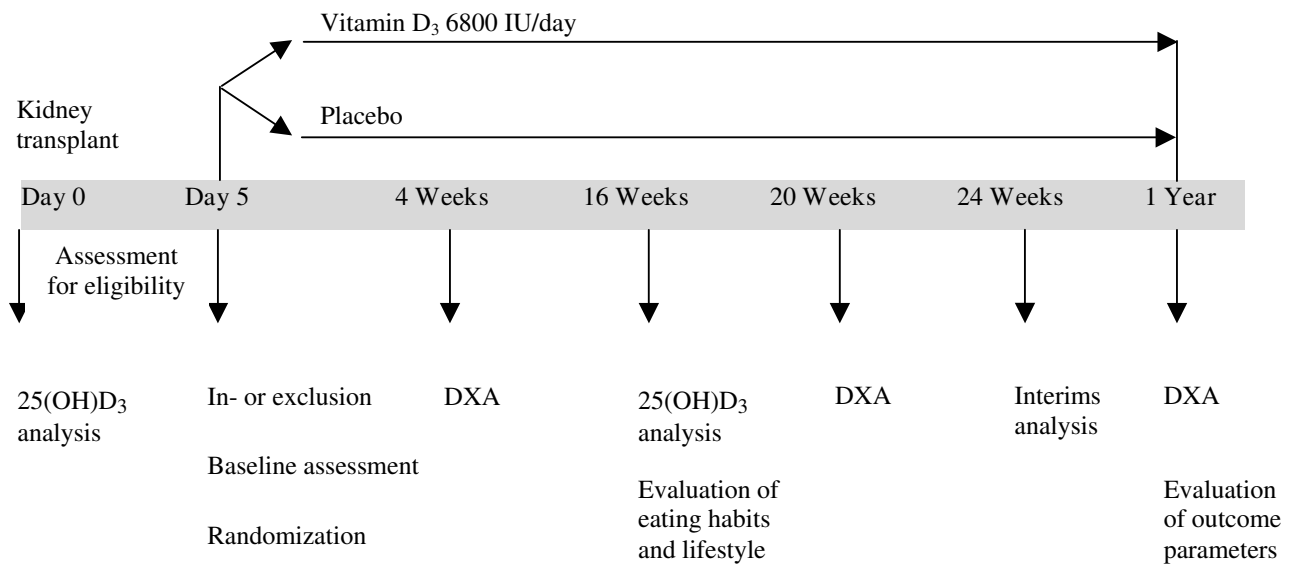 Vitamin D₃ 6800 IU/day
Kidney
transplant
Placebo
Day 0
Day 5
4 Weeks
16 Weeks
20 Weeks
24 Weeks
1 Year
Assessment
for eligibility
25(OH)D₃
analysis
In- or exclusion
Baseline assessment
Randomization
DXA
25(OH)D₃
analysis
Evaluation of
eating habits
and lifestyle
DXA
Interims
analysis
DXA
Evaluation
of outcome
parameters